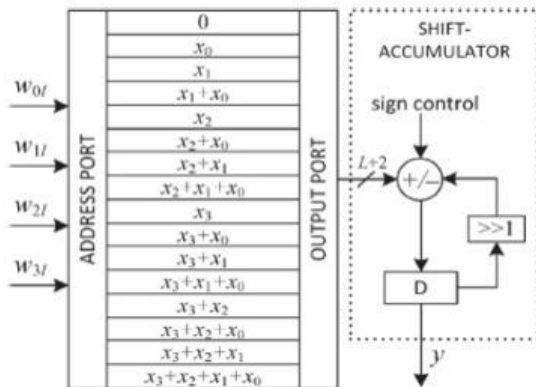 0
x₀
x₁
x₁+x₀
x₂
x₂+x₀
x₂+x₁
x₂+x₁+x₀
x₃
x₃+x₀
x₃+x₁
x₃+x₁+x₀
x₃+x₂
x₃+x₂+x₀
x₃+x₂+x₁
x₃+x₂+x₁+x₀
w₀ₗ
w₁ₗ
w₂ₗ
w₃ₗ
ADDRESS PORT
OUTPUT PORT
L+2
SHIFT-
ACCUMULATOR
sign control
+/−
>>1
D
y